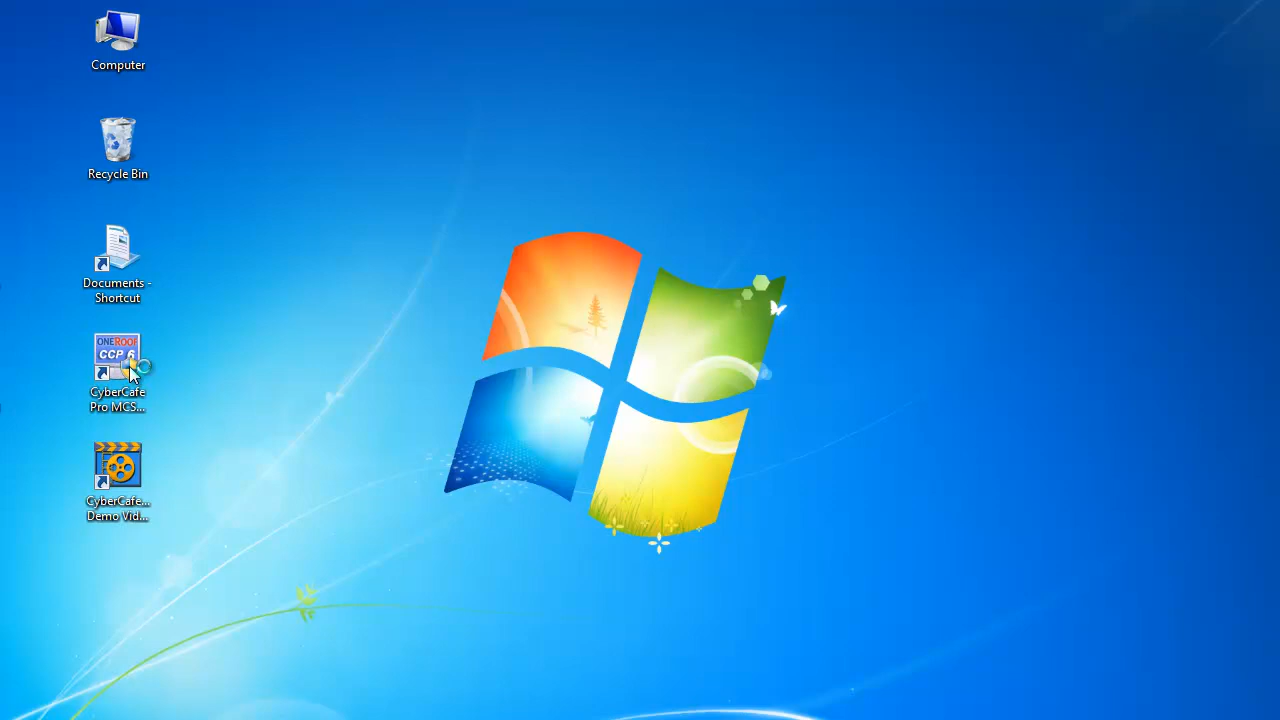 Computer
Recycle Bin
Documents -
Shortcut
ONEROOF
CCP 6
CyberCafe
Pro MCS...
CyberCafe...
Demo Vid...